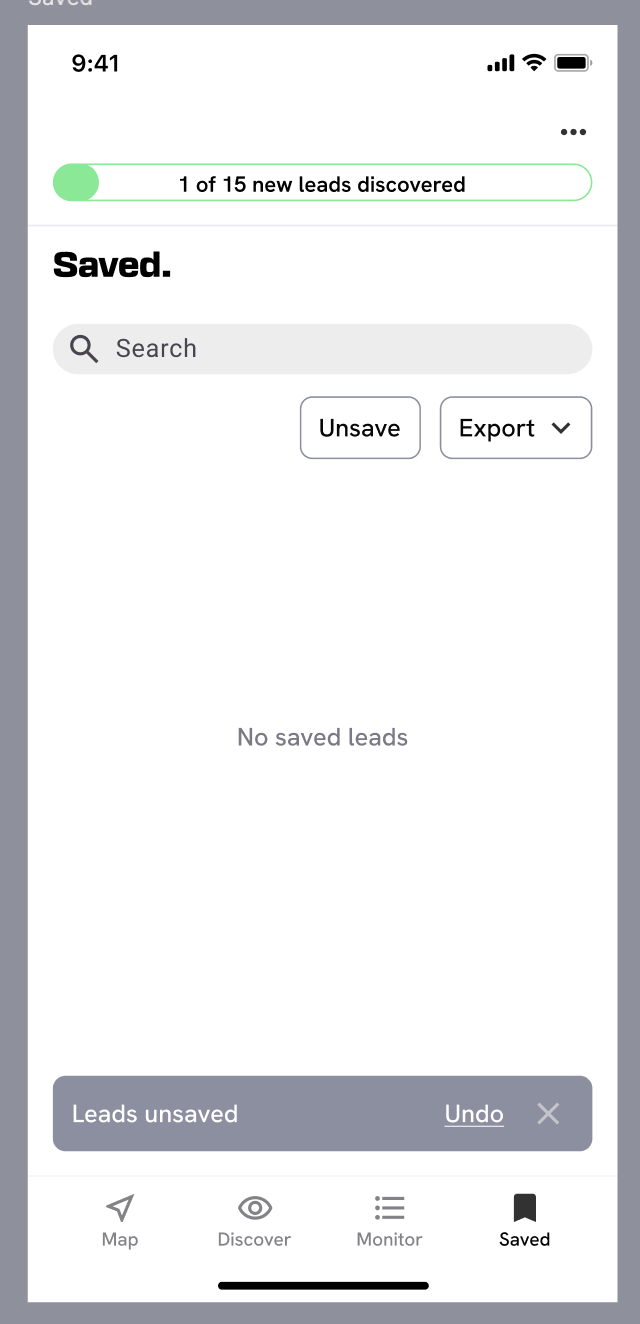 Saved
9:41
1 of 15 new leads discovered
Saved.
Search
Unsave Export
No saved leads
Leads unsaved Undo
Map Discover Monitor Saved